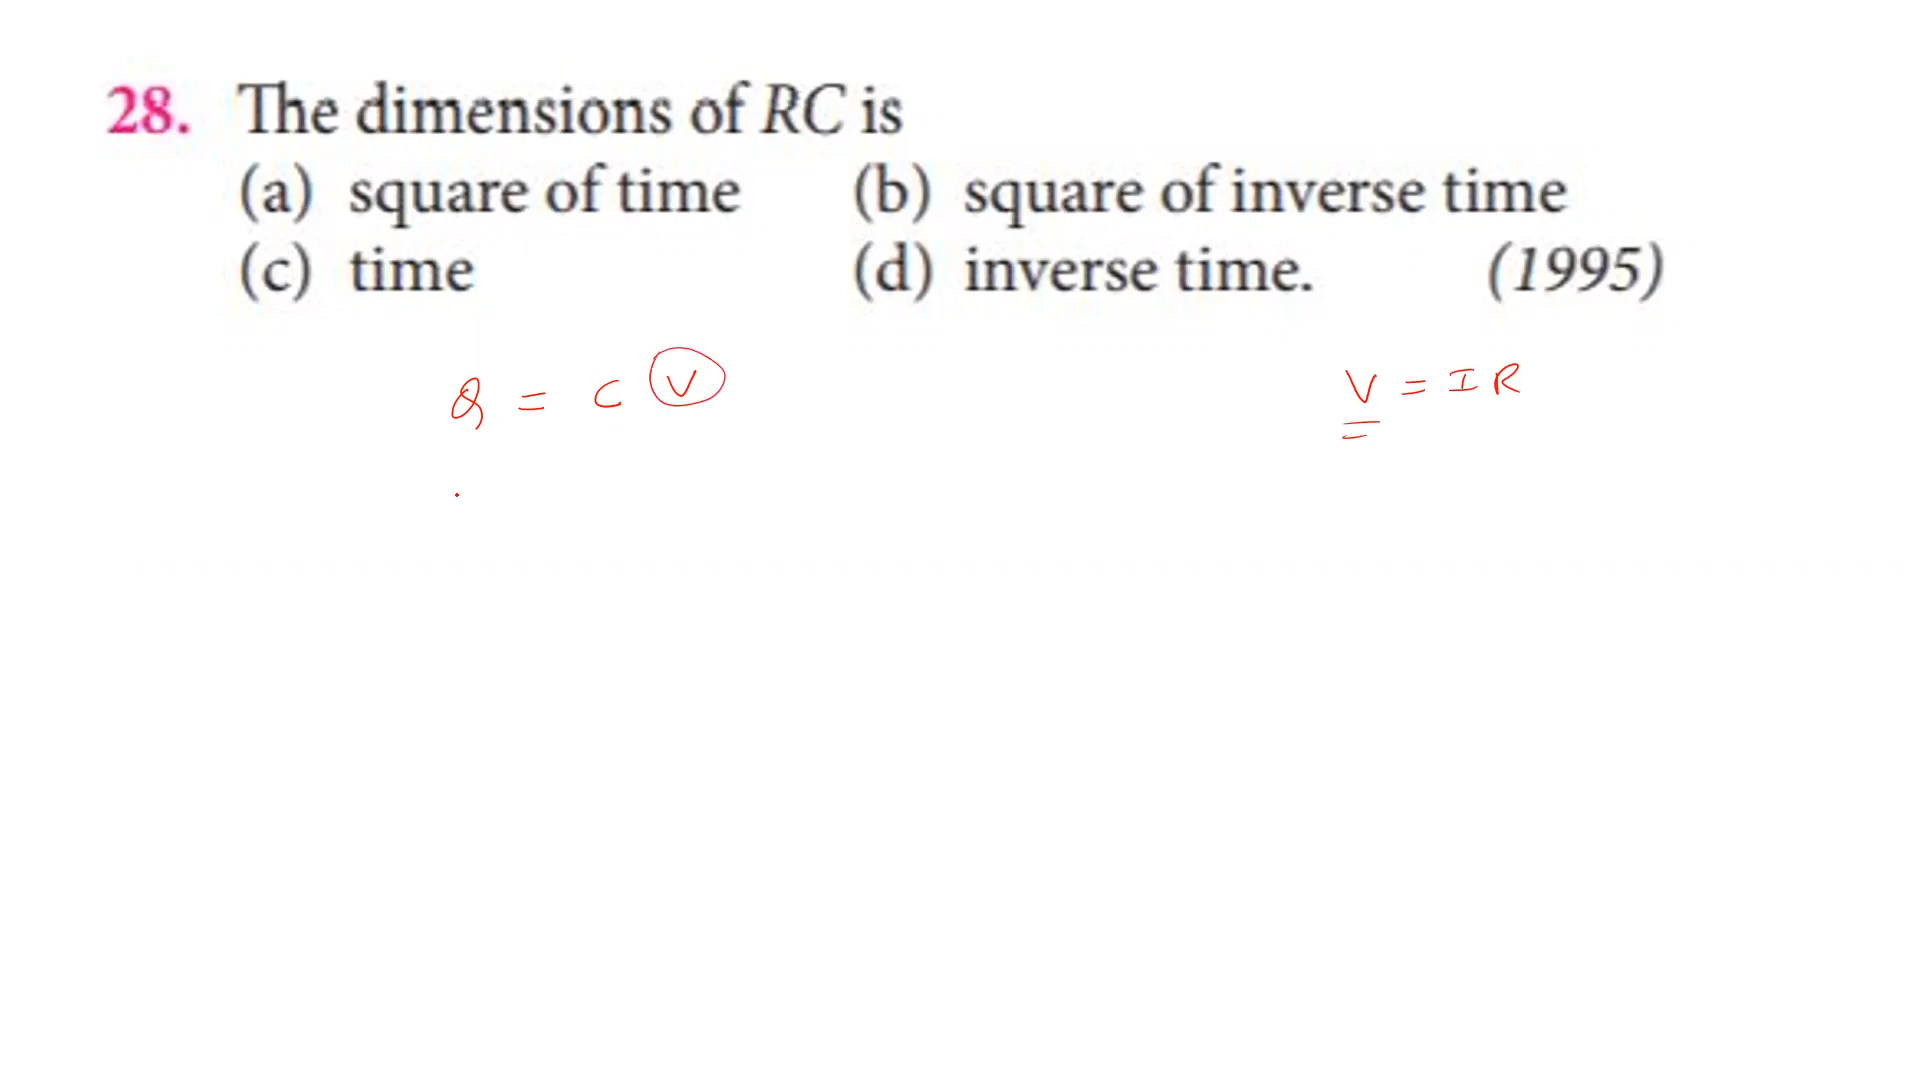 28. The dimensions of RC is
(a) square of time (b) square of inverse time
(c) time (d) inverse time. (1995)
Q = C V V = I R